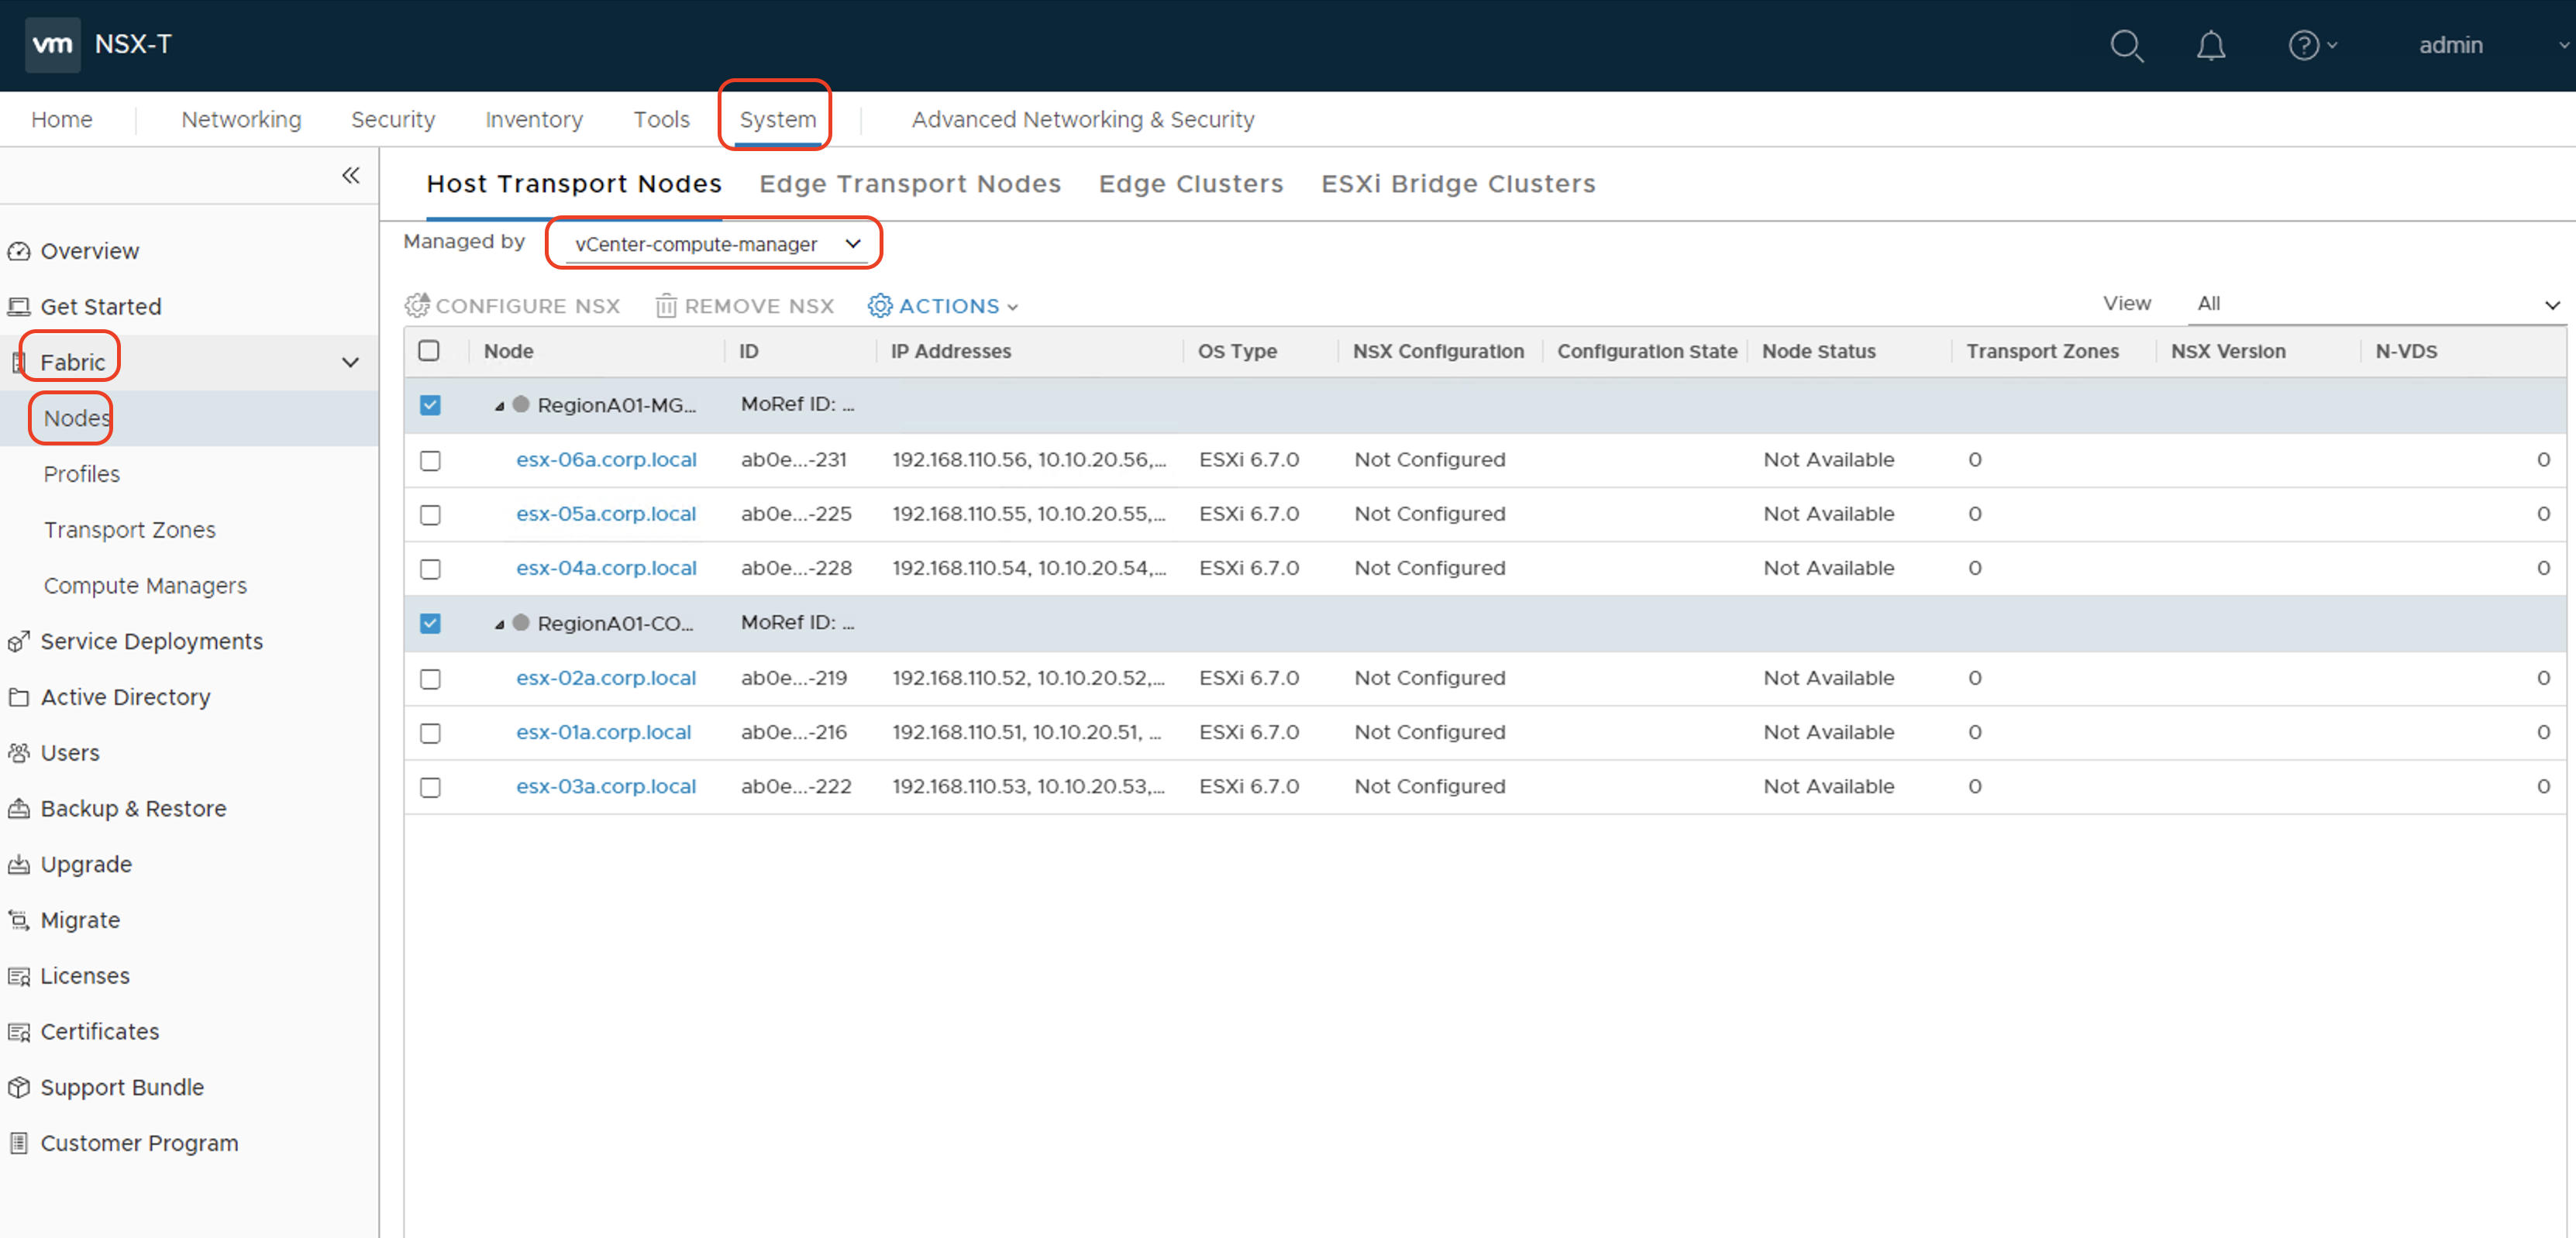 vm NSX-T admin
Home Networking Security Inventory Tools System Advanced Networking & Security
Host Transport Nodes Edge Transport Nodes Edge Clusters ESXi Bridge Clusters
Managed by vCenter-compute-manager
Overview
Get Started
Fabric
Nodes
Profiles
Transport Zones
Compute Managers
Service Deployments
Active Directory
Users
Backup & Restore
Upgrade
Migrate
Licenses
Certificates
Support Bundle
Customer Program
CONFIGURE NSX REMOVE NSX ACTIONS View All
Node ID IP Addresses OS Type NSX Configuration Configuration State Node Status Transport Zones NSX Version N-VDS
RegionA01-MG... MoRef ID: ...
esx-06a.corp.local ab0e...-231 192.168.110.56, 10.10.20.56,... ESXi 6.7.0 Not Configured Not Available 0 0
esx-05a.corp.local ab0e...-225 192.168.110.55, 10.10.20.55,... ESXi 6.7.0 Not Configured Not Available 0 0
esx-04a.corp.local ab0e...-228 192.168.110.54, 10.10.20.54,... ESXi 6.7.0 Not Configured Not Available 0 0
RegionA01-CO... MoRef ID: ...
esx-02a.corp.local ab0e...-219 192.168.110.52, 10.10.20.52,... ESXi 6.7.0 Not Configured Not Available 0 0
esx-01a.corp.local ab0e...-216 192.168.110.51, 10.10.20.51, ... ESXi 6.7.0 Not Configured Not Available 0 0
esx-03a.corp.local ab0e...-222 192.168.110.53, 10.10.20.53,... ESXi 6.7.0 Not Configured Not Available 0 0